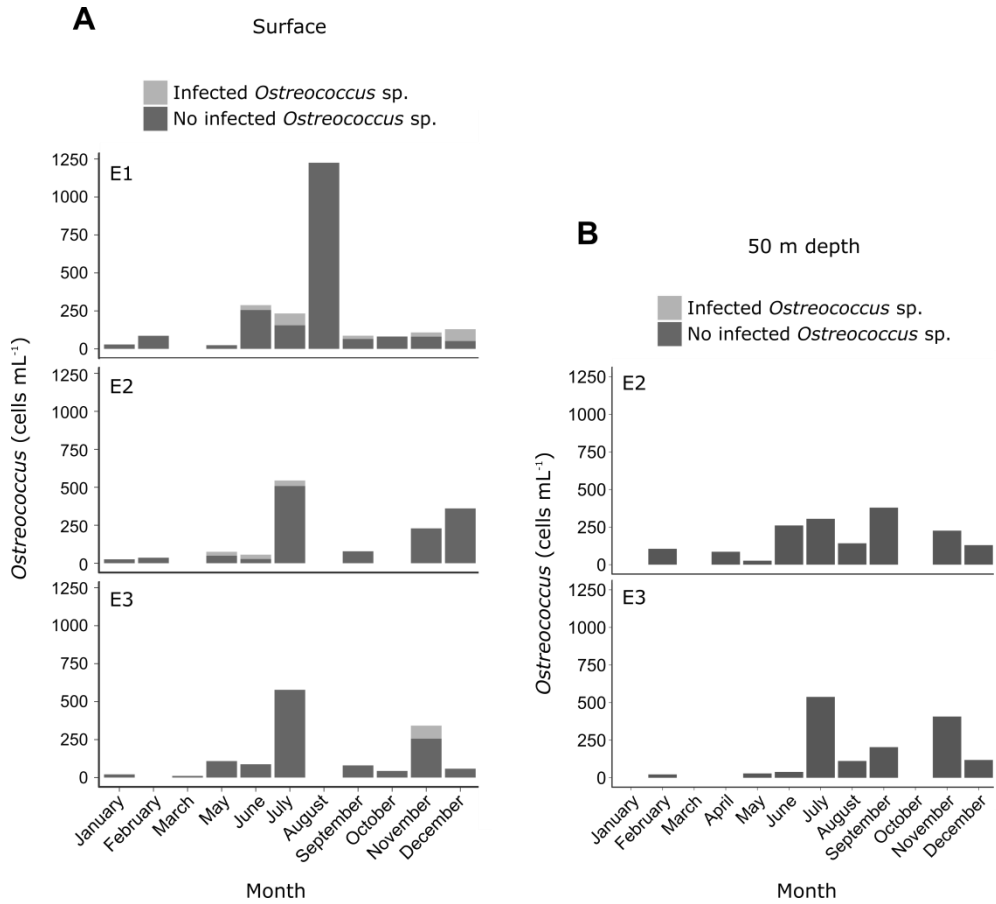 A
Surface
Infected Ostreococcus sp.
No infected Ostreococcus sp.
Ostreococcus (cells mL-1)
E1
1250
1000
750
500
250
0
E2
1250
1000
750
500
250
0
E3
1250
1000
750
500
250
0
January
February
March
May
June
July
August
September
October
November
December
Month
B
50 m depth
Infected Ostreococcus sp.
No infected Ostreococcus sp.
Ostreococcus (cells mL-1)
E2
1250
1000
750
500
250
0
E3
1250
1000
750
500
250
0
January
February
March
April
May
June
July
August
September
October
November
December
Month